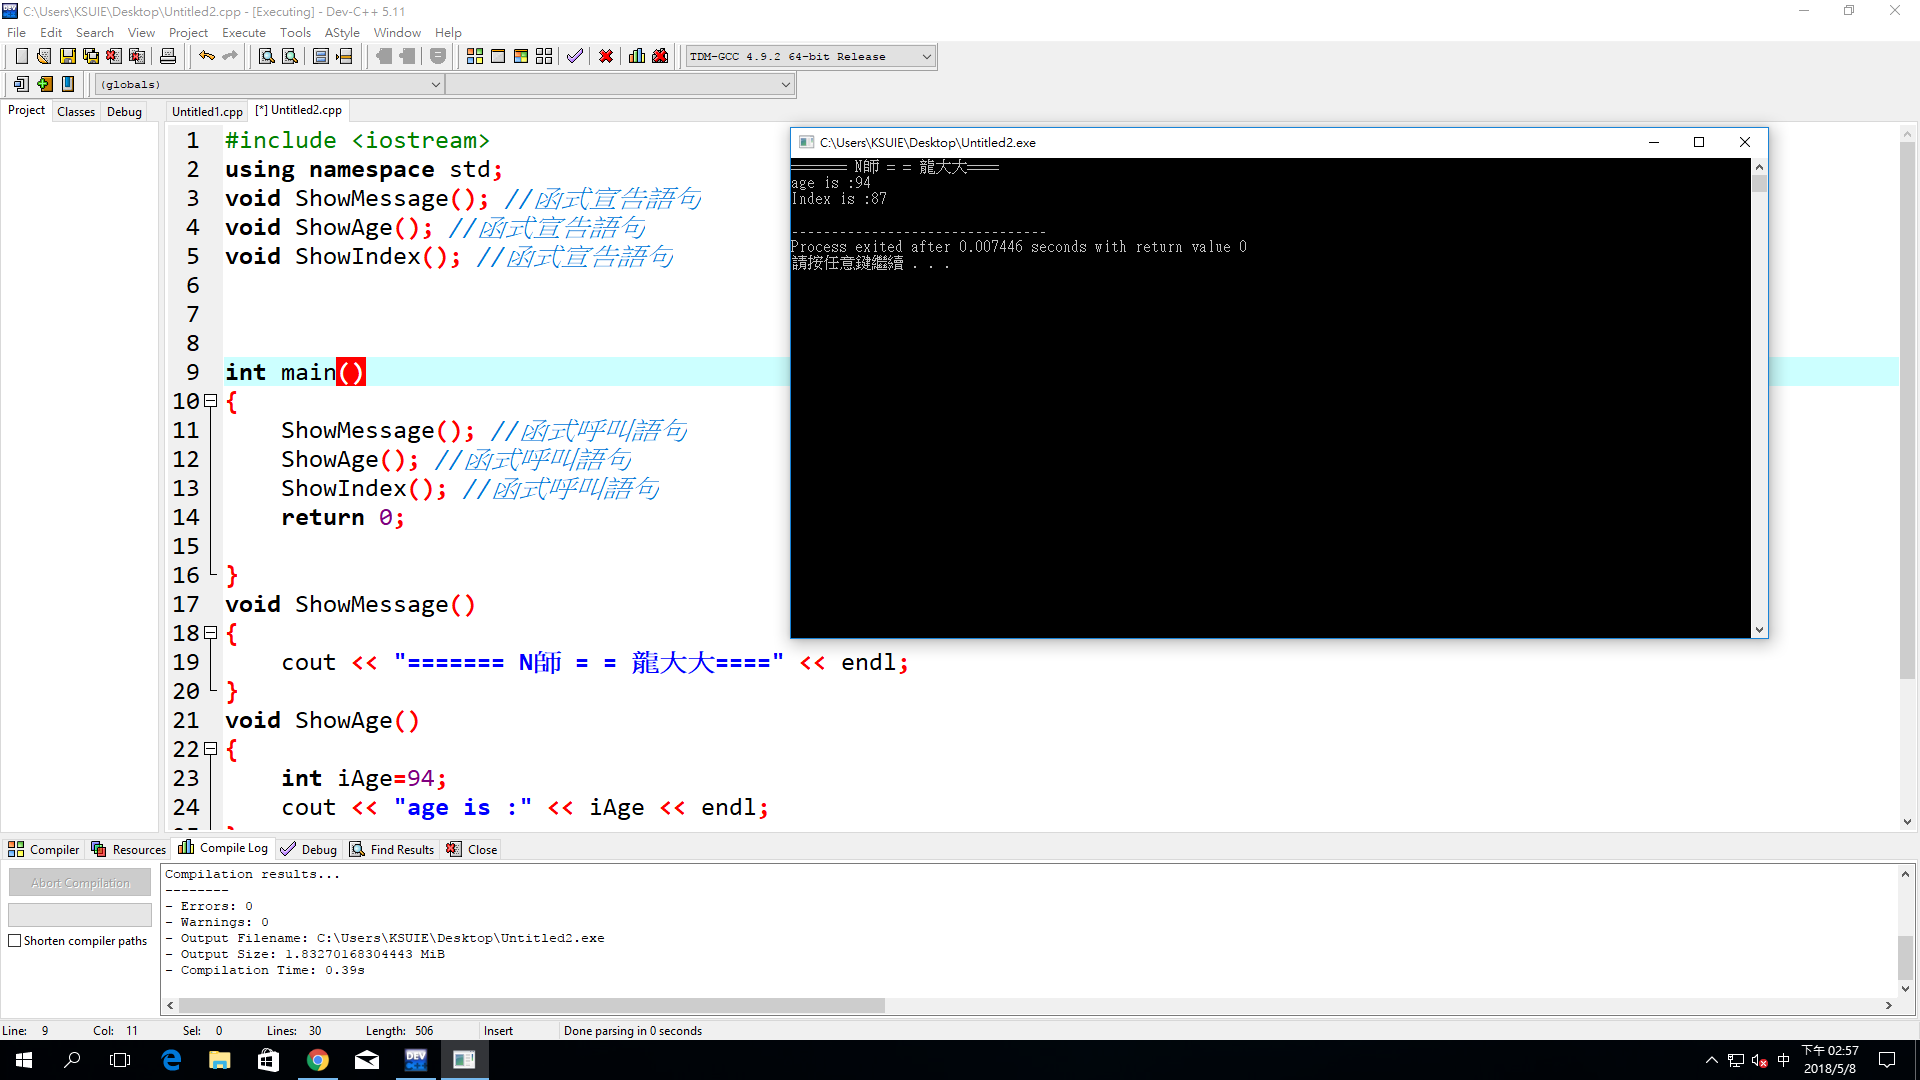 C:\Users\KSUIE\Desktop\Untitled2.cpp - [Executing] - Dev-C++ 5.11
File Edit Search View Project Execute Tools AStyle Window Help
TDM-GCC 4.9.2 64-bit Release
(globals)
Project Classes Debug
Untitled1.cpp [*] Untitled2.cpp
1 #include <iostream>
2 using namespace std;
3 void ShowMessage(); //函式宣告語句
4 void ShowAge(); //函式宣告語句
5 void ShowIndex(); //函式宣告語句
6
7
8
9 int main()
10 {
11 ShowMessage(); //函式呼叫語句
12 ShowAge(); //函式呼叫語句
13 ShowIndex(); //函式呼叫語句
14 return 0;
15
16 }
17 void ShowMessage()
18 {
19 cout << "======= N師 = = 龍大大====" << endl;
20 }
21 void ShowAge()
22 {
23 int iAge=94;
24 cout << "age is :" << iAge << endl;
C:\Users\KSUIE\Desktop\Untitled2.exe
======= N師 = = 龍大大====
age is :94
Index is :87
--------------------------------
Process exited after 0.007446 seconds with return value 0
請按任意鍵繼續 . . .
Compiler Resources Compile Log Debug Find Results Close
Abort Compilation
Shorten compiler paths
Compilation results...
--------
- Errors: 0
- Warnings: 0
- Output Filename: C:\Users\KSUIE\Desktop\Untitled2.exe
- Output Size: 1.83270168304443 MiB
- Compilation Time: 0.39s
Line: 9 Col: 11 Sel: 0 Lines: 30 Length: 506 Insert Done parsing in 0 seconds
DEV
中
下午 02:57
2018/5/8